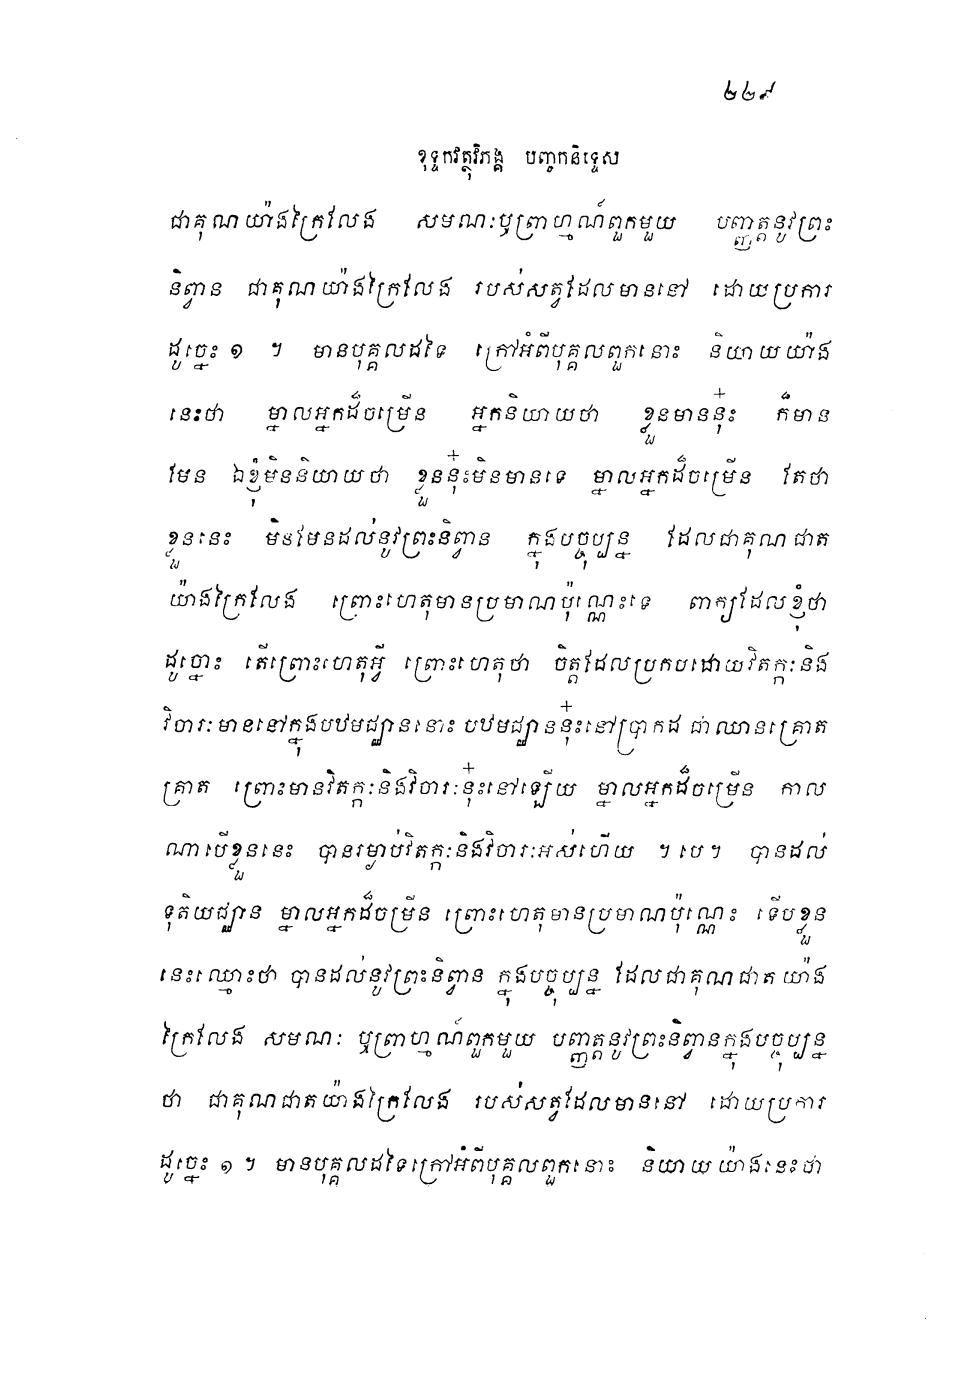 ២២៩
ខុទ្ទកវត្ថុវិភង្គ បញ្ចកនិទ្ទេស
ជាគុណយ៉ាងក្រៃលែង សមណៈឬព្រាហ្មណ៍ពួកមួយ បញ្ញត្តនូវព្រះ
និព្វាន ជាគុណយ៉ាងក្រៃលែង របស់សត្វដែលមាននៅ ដោយប្រការ
ដូច្នេះ ១ ។ មានបុគ្គលដទៃ ក្រៅអំពីបុគ្គលពួកនោះ និយាយយ៉ាង
នេះថា ម្នាលអ្នកដ៏ចម្រើន អ្នកនិយាយថា ខ្លួនមាននុ៎ះ ក៏មាន
មែន ឯខ្ញុំមិននិយាយថា ខ្លួននុ៎ះមិនមានទេ ម្នាលអ្នកដ៏ចម្រើន តែថា
ខ្លួននេះ មិនមែនដល់នូវព្រះនិព្វាន ក្នុងបច្ចុប្បន្ន ដែលជាគុណជាត
យ៉ាងក្រៃលែង ព្រោះហេតុមានប្រមាណប៉ុណ្ណេះទេ ពាក្យដែលខ្ញុំថា
ដូច្នោះ តើព្រោះហេតុអ្វី ព្រោះហេតុថា ចិត្តដែលប្រកបដោយវិតក្កៈនិង
វិចារៈមាននៅក្នុងបឋមជ្ឈាននោះ បឋមជ្ឈាននុ៎ះនៅប្រាកដ ជាឈានគ្រោត
គ្រាត ព្រោះមានវិតក្កៈនិងវិចារៈនុ៎ះនៅឡើយ ម្នាលអ្នកដ៏ចម្រើន កាល
ណាបើខ្លួននេះ បានរម្ងាប់វិតក្កៈនិងវិចារៈអស់ហើយ ។បេ។ បានដល់
ទុតិយជ្ឈាន ម្នាលអ្នកដ៏ចម្រើន ព្រោះហេតុមានប្រមាណប៉ុណ្ណេះ ទើបខ្លួន
នេះឈ្មោះថា បានដល់នូវព្រះនិព្វាន ក្នុងបច្ចុប្បន្ន ដែលជាគុណជាតយ៉ាង
ក្រៃលែង សមណៈ ឬព្រាហ្មណ៍ពួកមួយ បញ្ញត្តនូវព្រះនិព្វានក្នុងបច្ចុប្បន្ន
ថា ជាគុណជាតយ៉ាងក្រៃលែង របស់សត្វដែលមាននៅ ដោយប្រការ
ដូច្នេះ ១ ។ មានបុគ្គលដទៃក្រៅអំពីបុគ្គលពួកនោះ និយាយយ៉ាងនេះថា